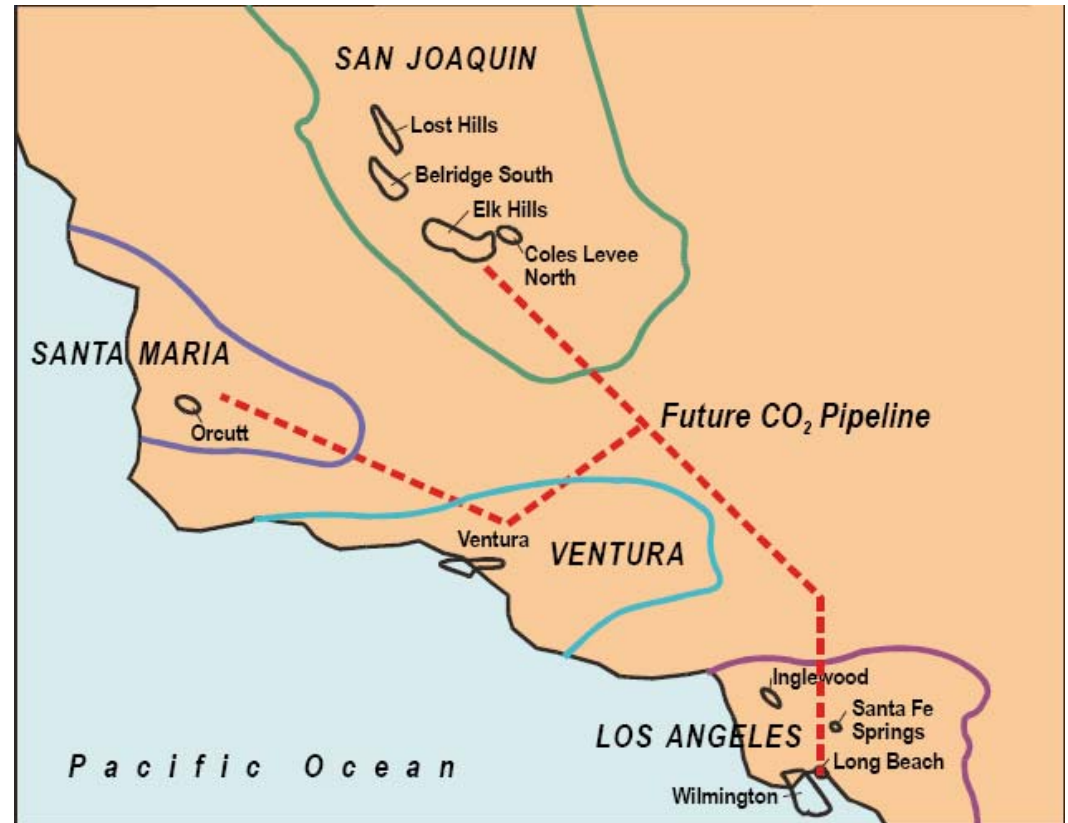 SAN JOAQUIN
Lost Hills
Belridge South
Elk Hills
Coles Levee
North
SANTA MARIA
Orcutt
Future CO₂ Pipeline
Ventura
VENTURA
Inglewood
Santa Fe
Springs
LOS ANGELES
Long Beach
Pacific Ocean
Wilmington